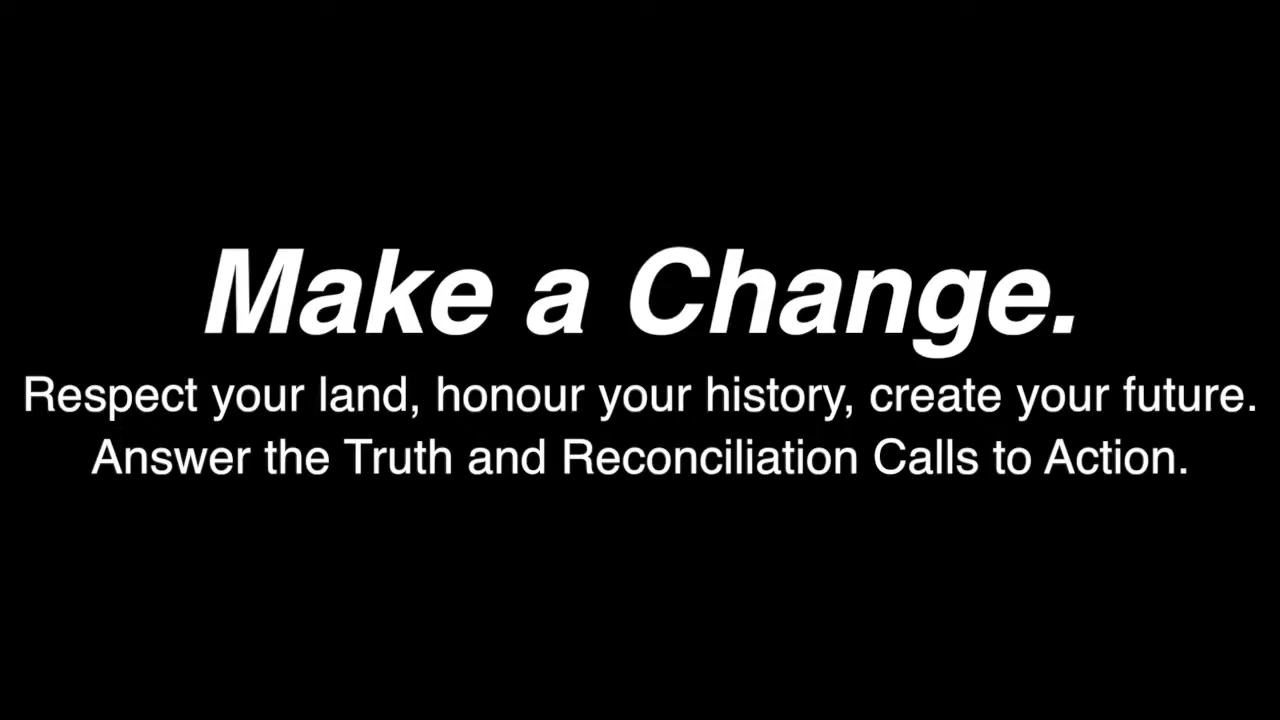 Make a Change.
Respect your land, honour your history, create your future.
Answer the Truth and Reconciliation Calls to Action.